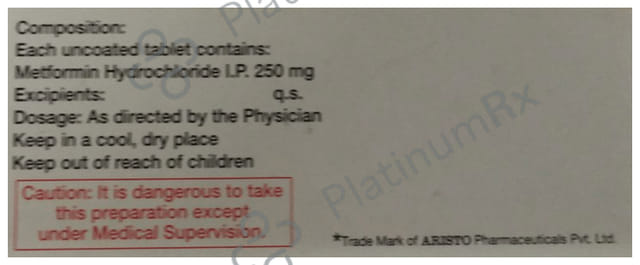 Composition:
Each uncoated tablet contains:
Metformin Hydrochloride I.P. 250 mg
Excipients: q.s.
Dosage: As directed by the Physician
Keep in a cool, dry place
Keep out of reach of children
Caution: It is dangerous to take
this preparation except
under Medical Supervision.
*Trade Mark of ARISTO Pharmaceuticals Pvt. Ltd.
PlatinumRx